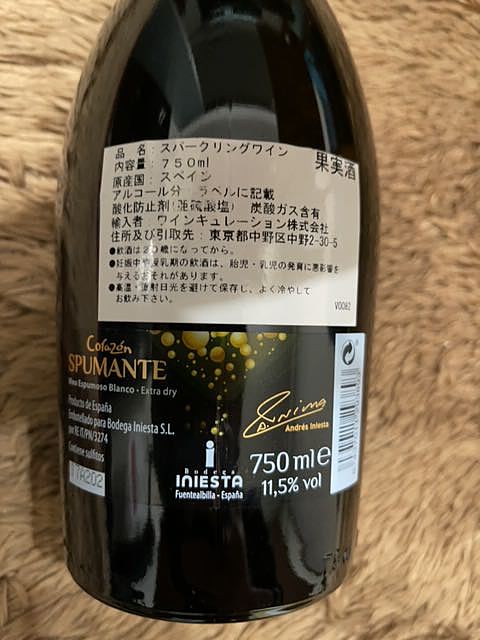 品 名：スパークリングワイン
果実酒
内容量：７５０ml
原産国：スペイン
アルコール分：ラベルに記載
酸化防止剤(亜硫酸塩) 炭酸ガス含有
輸入者 ワインキュレーション株式会社
住所及び引取先：東京都中野区中野2-30-5
●飲酒は２０歳になってから。
●妊娠中や授乳期の飲酒は、胎児・乳児の発育に悪影響を
与えるおそれがあります。
●高温・直射日光を避けて保存し、よく冷やして
お飲み下さい。
V0062
Corazón
SPUMANTE
Vino Espumoso Blanco - Extra dry
Producto de España
Embotellado para Bodega Iniesta S.L.
por RE IT/PN/3274
Contiene sulfitos
Bodega
INIESTA
Fuentealbilla - España
Anima
Andrés Iniesta
750 ml e
11,5% vol